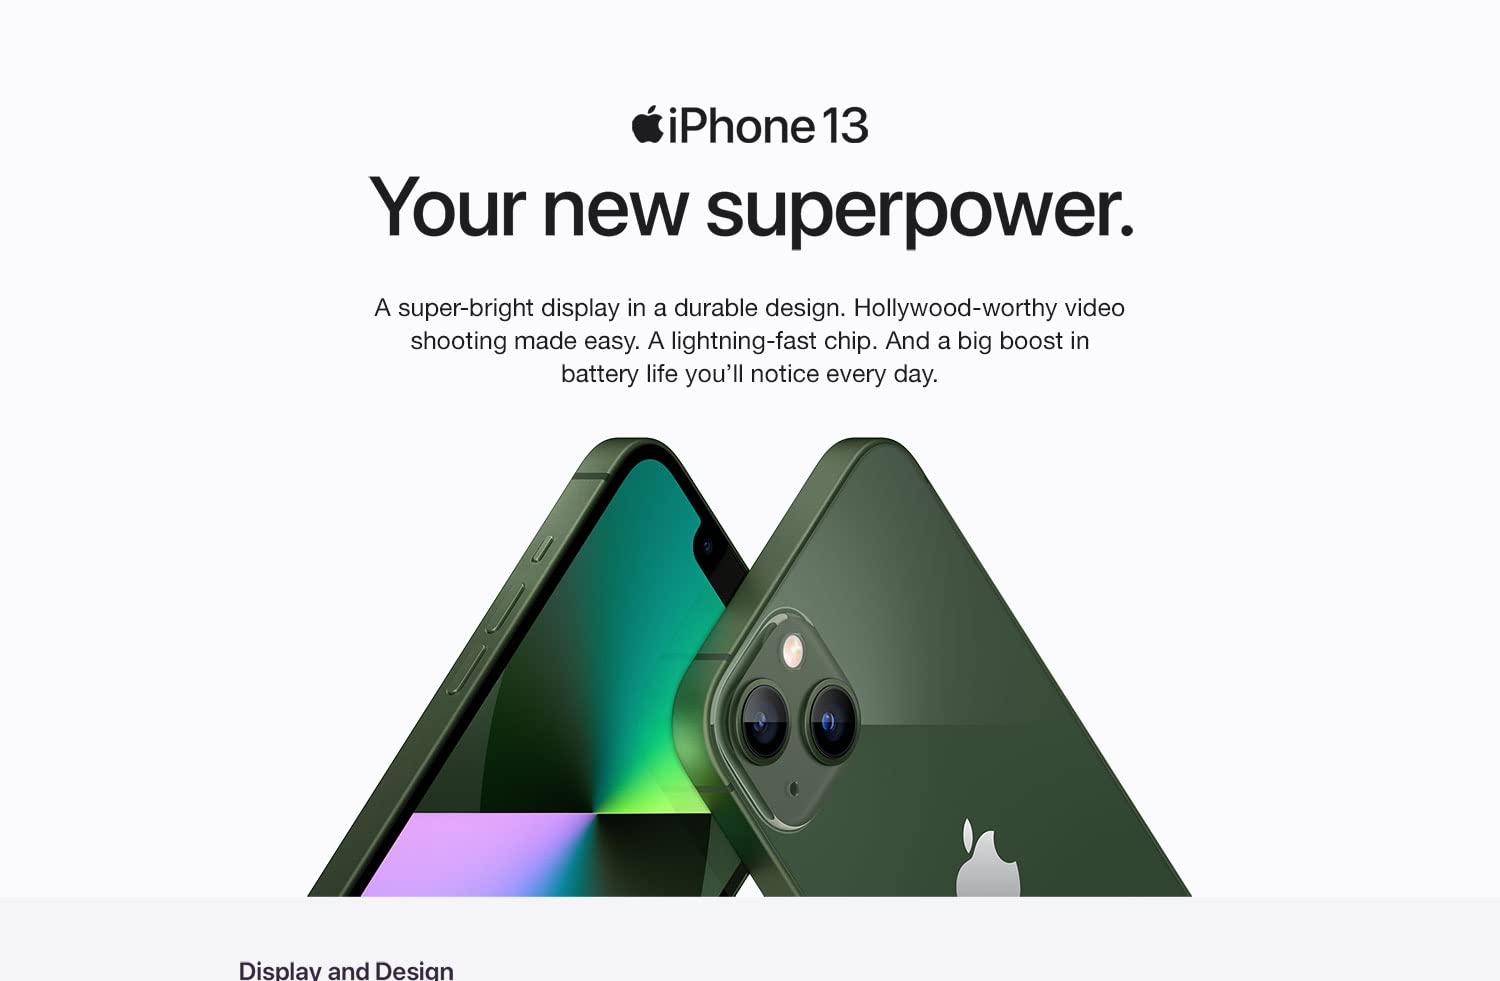 iPhone 13
Your new superpower.
A super-bright display in a durable design. Hollywood-worthy video
shooting made easy. A lightning-fast chip. And a big boost in
battery life you’ll notice every day.
Display and Design